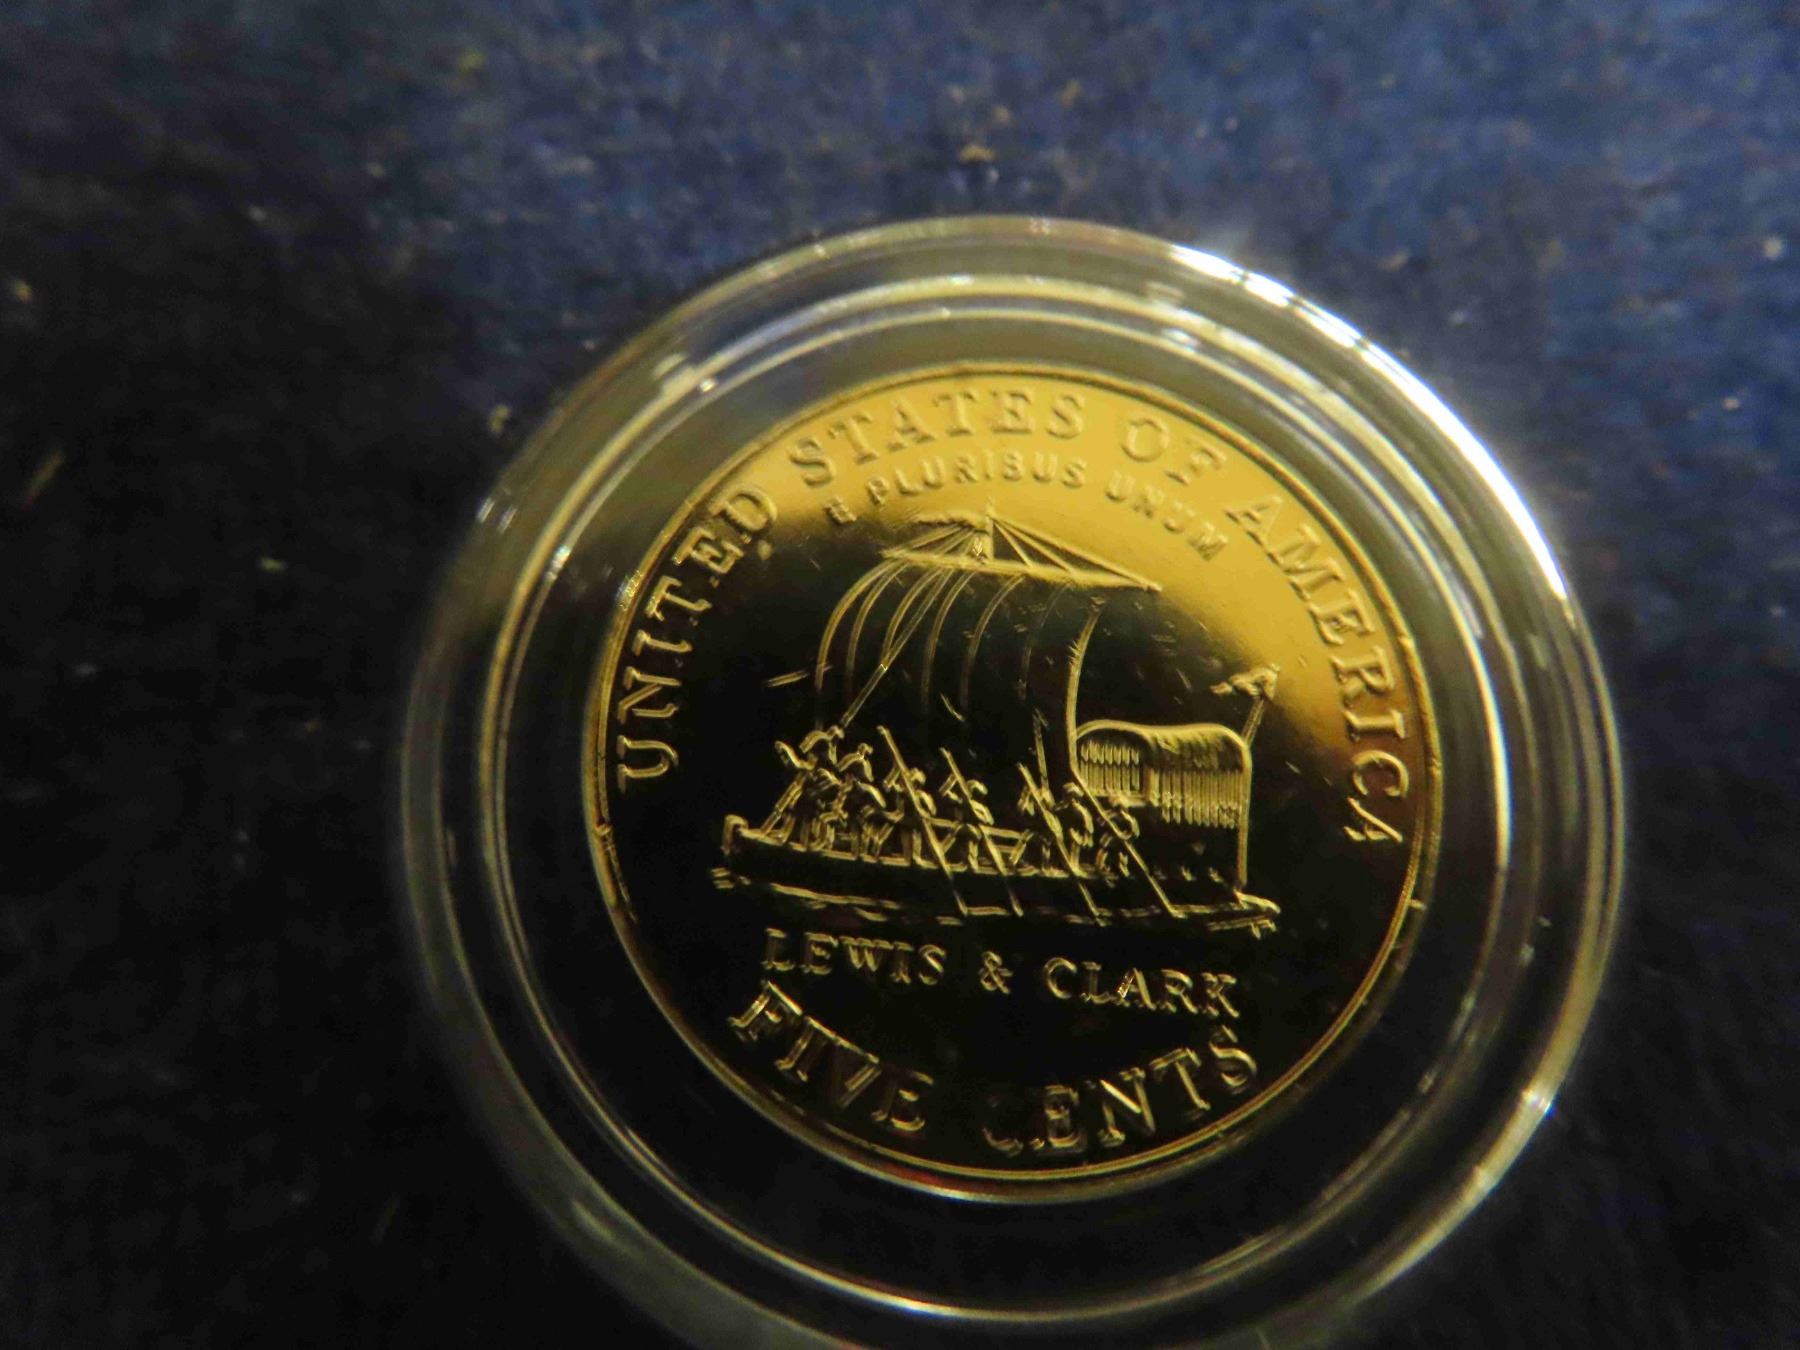 UNITED STATES OF AMERICA
E PLURIBUS UNUM
LEWIS & CLARK
FIVE CENTS